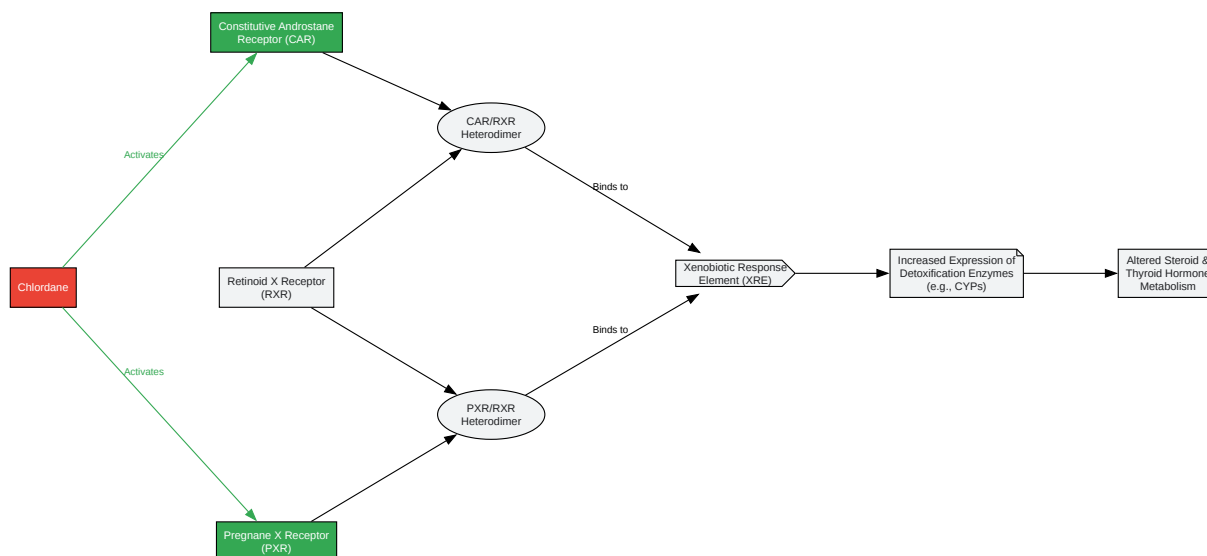 Constitutive Androstane
Receptor (CAR)
CAR/RXR
Heterodimer
Activates
Binds to
Chlordane
Retinoid X Receptor
(RXR)
Xenobiotic Response
Element (XRE)
Increased Expression of
Detoxification Enzymes
(e.g., CYPs)
Altered Steroid &
Thyroid Hormone
Metabolism
Binds to
Activates
PXR/RXR
Heterodimer
Pregnane X Receptor
(PXR)